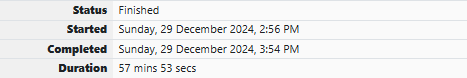 Status Finished
Started Sunday, 29 December 2024, 2:56 PM
Completed Sunday, 29 December 2024, 3:54 PM
Duration 57 mins 53 secs